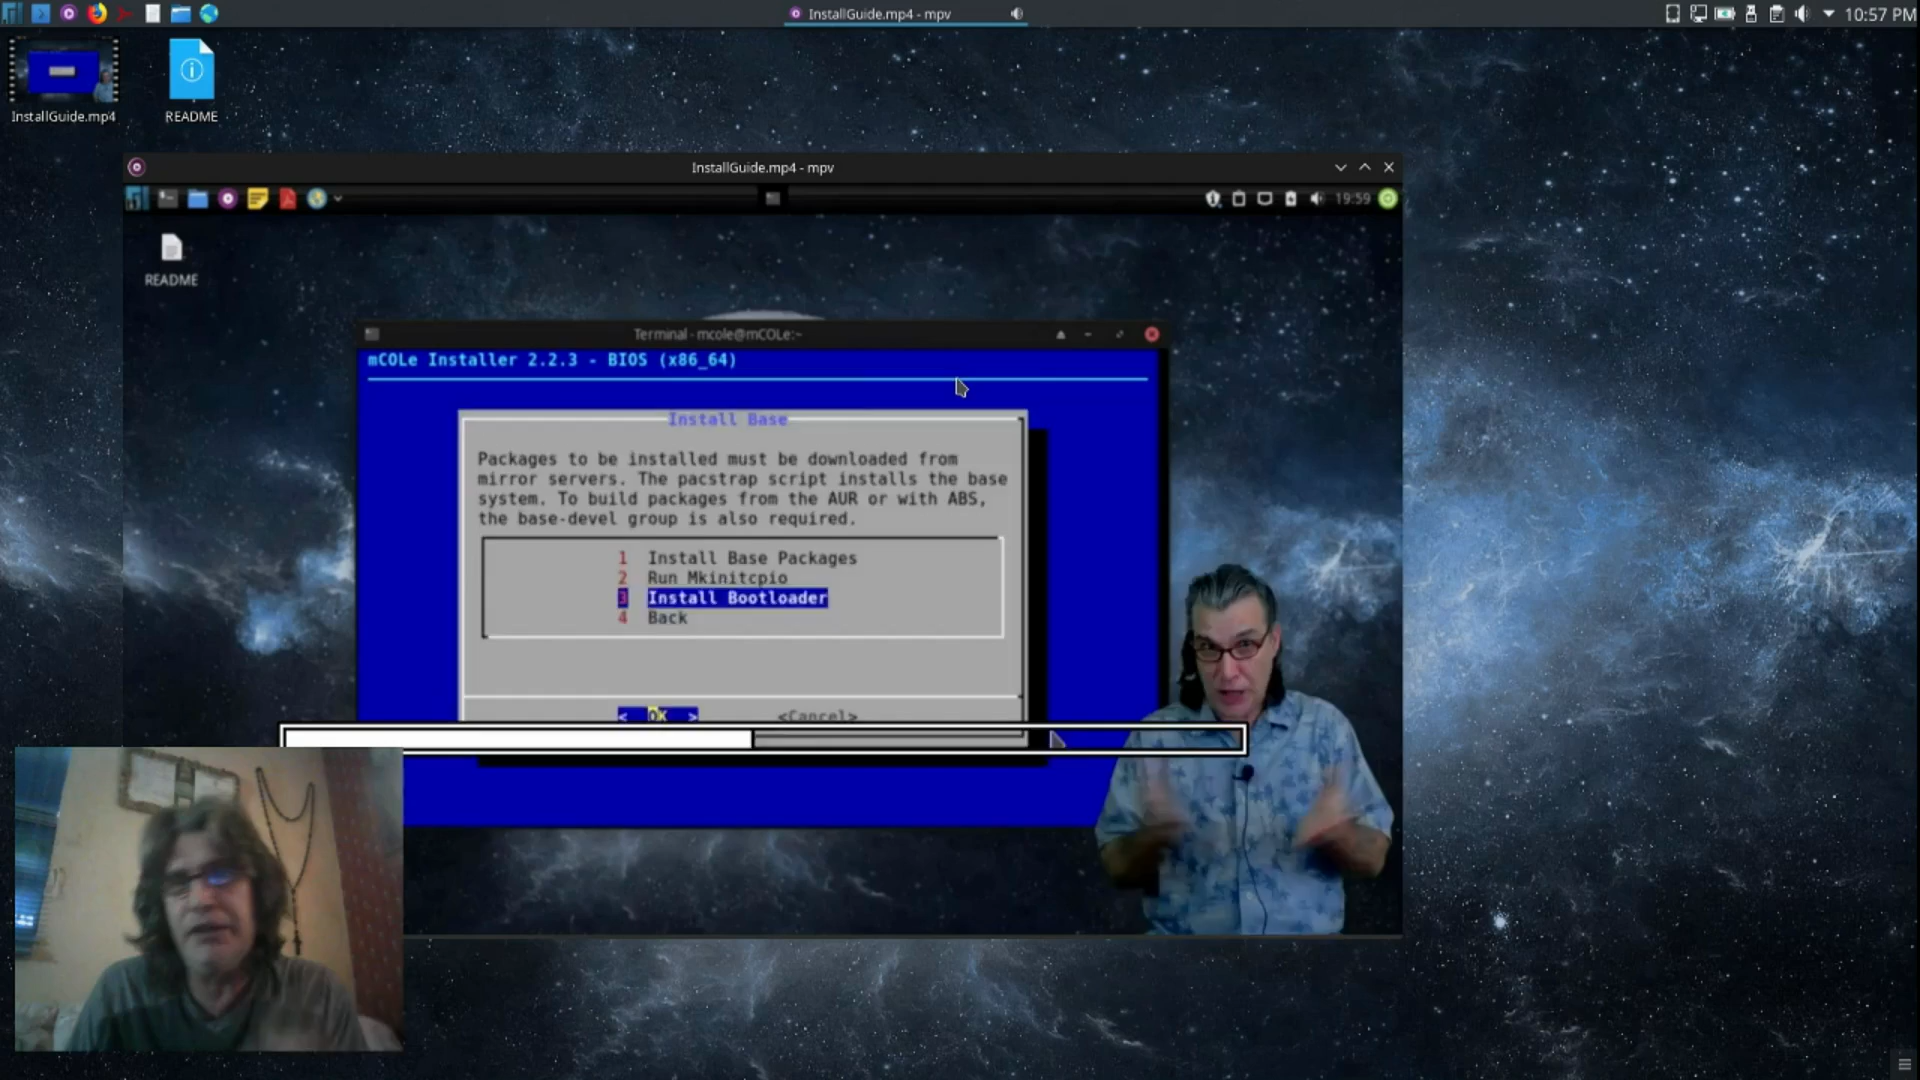 InstallGuide.mp4 - mpv
10:57 PM
InstallGuide.mp4
README
InstallGuide.mp4 - mpv
19:59
README
Terminal - mcole@mCOLe:~
mCOLe Installer 2.2.3 - BIOS (x86_64)
Install Base
Packages to be installed must be downloaded from
mirror servers. The pacstrap script installs the base
system. To build packages from the AUR or with ABS,
the base-devel group is also required.
1 Install Base Packages
2 Run Mkinitcpio
3 Install Bootloader
4 Back
< OK > <Cancel>